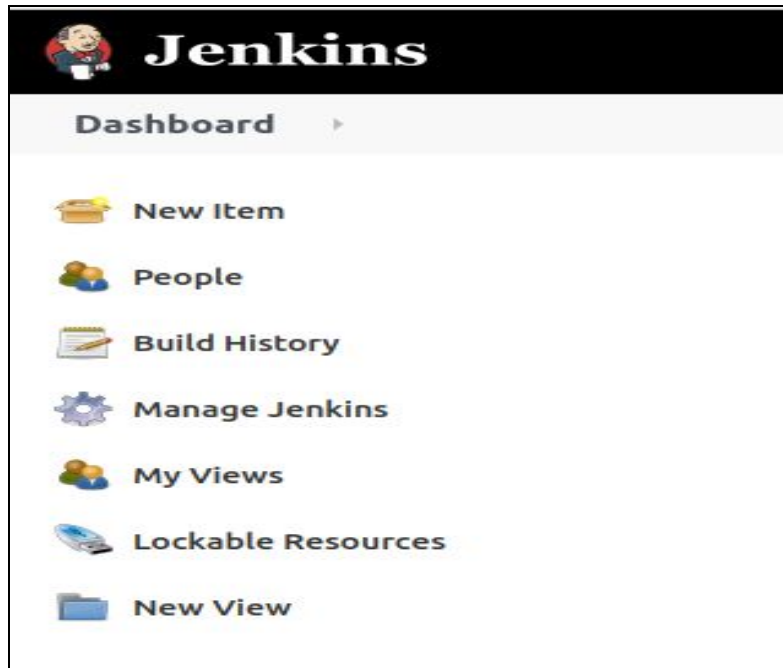 Jenkins
Dashboard
New Item
People
Build History
Manage Jenkins
My Views
Lockable Resources
New View